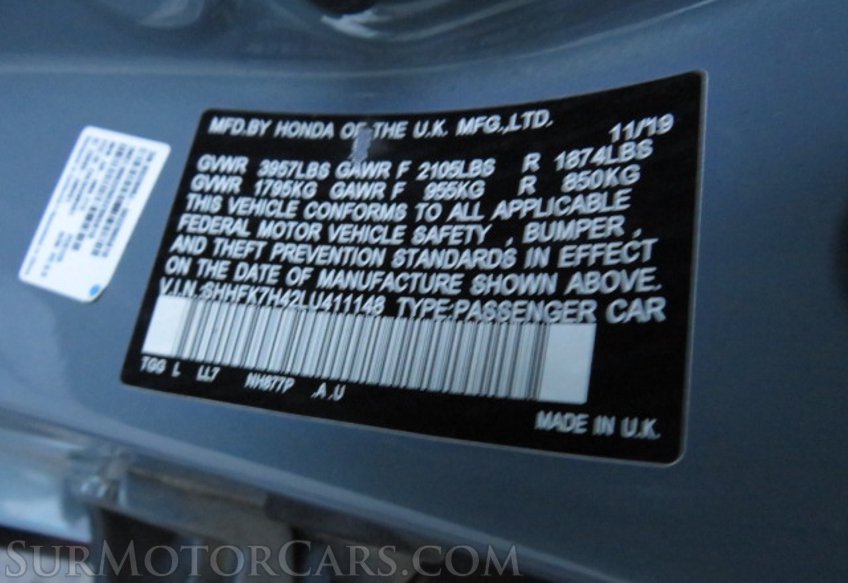 MFD.BY HONDA OF THE U.K. MFG.,LTD. 11/'19
GVWR 3957LBS GAWR F 2105LBS R 1874LBS
GVWR 1795KG GAWR F 955KG R 850KG
THIS VEHICLE CONFORMS TO ALL APPLICABLE
FEDERAL MOTOR VEHICLE SAFETY , BUMPER ,
AND THEFT PREVENTION STANDARDS IN EFFECT
ON THE DATE OF MANUFACTURE SHOWN ABOVE.
V.I.N.SHHFK7H42LU411148 TYPE:PASSENGER CAR
TGG L LL7 NH877P .A .U
MADE IN U.K.
SURMOTORCARS.COM